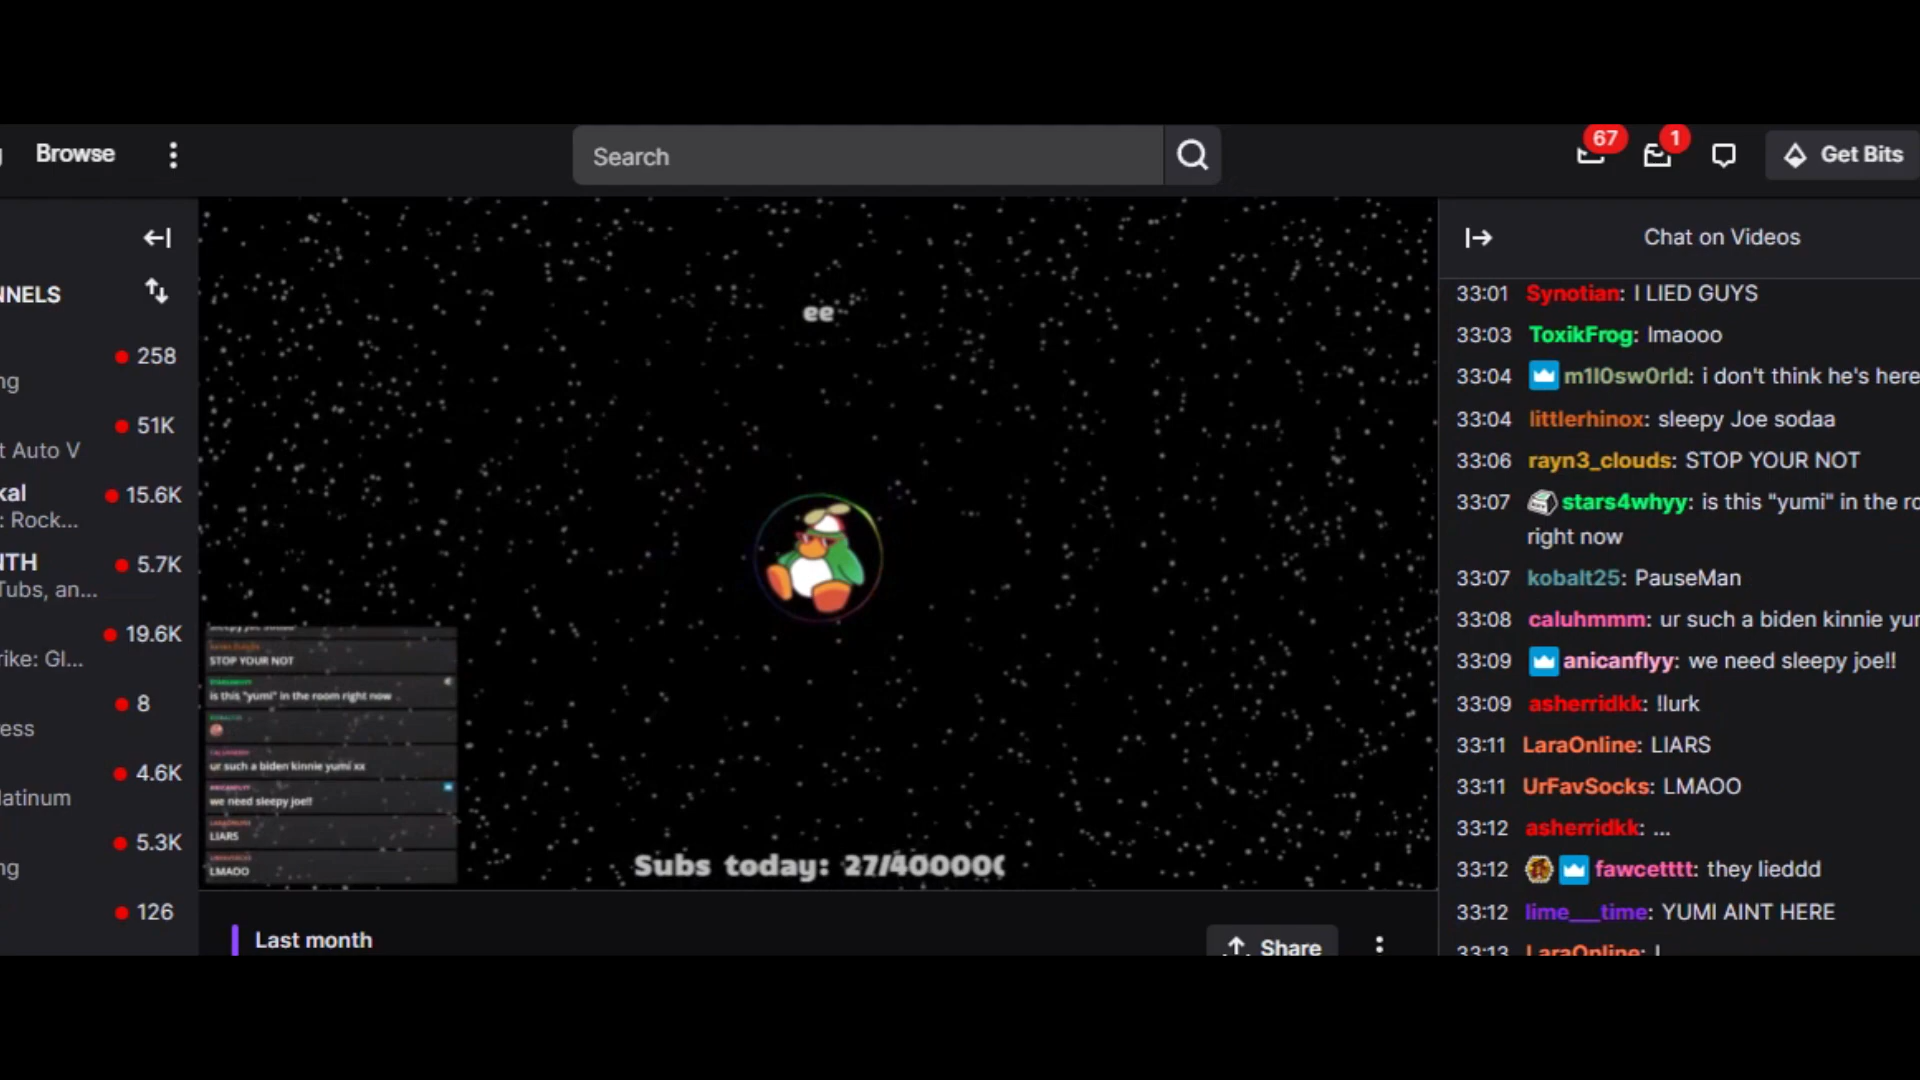 Browse
Search
67
1
Get Bits
NNELS
258
ng
51K
t Auto V
kal
15.6K
: Rock...
NTH
5.7K
Tubs, an...
19.6K
rike: Gl...
8
ess
4.6K
latinum
5.3K
ng
126
ee
STOP YOUR NOT
is this "yumi" in the room right now
ur such a biden kinnie yumi xx
we need sleepy joe!!
LIARS
LMAOO
Subs today: 27/40000(
Last month
Share
Chat on Videos
33:01 Synotian: I LIED GUYS
33:03 ToxikFrog: lmaooo
33:04 m1l0sw0rld: i don't think he's here
33:04 littlerhinox: sleepy Joe sodaa
33:06 rayn3_clouds: STOP YOUR NOT
33:07 stars4whyy: is this "yumi" in the ro
right now
33:07 kobalt25: PauseMan
33:08 caluhmmm: ur such a biden kinnie yur
33:09 anicanflyy: we need sleepy joe!!
33:09 asherridkk: !lurk
33:11 LaraOnline: LIARS
33:11 UrFavSocks: LMAOO
33:12 asherridkk: ...
33:12 fawcetttt: they lieddd
33:12 lime___time: YUMI AINT HERE
33:13 LaraOnline: